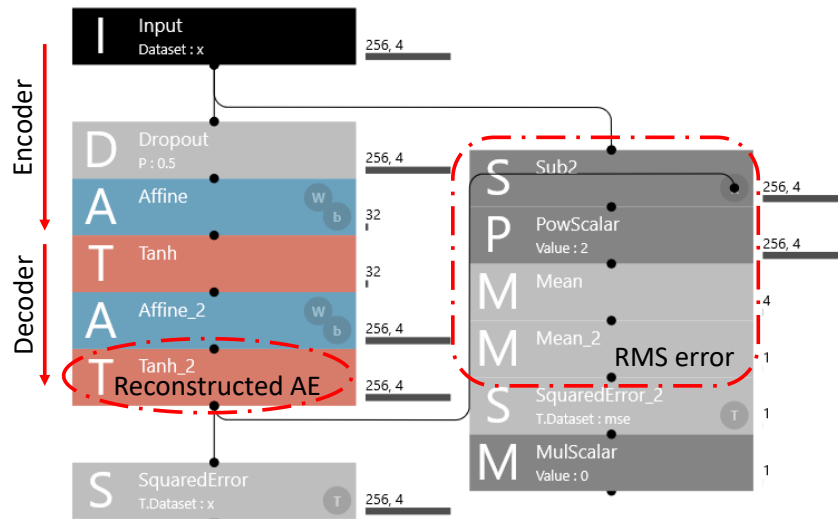 Encoder
Decoder
I
Input
Dataset : x
256, 4
D
Dropout
P : 0.5
256, 4
A
Affine
W
b
32
T
Tanh
32
A
Affine_2
W
b
256, 4
T
Tanh_2
Reconstructed AE
256, 4
S
SquaredError
T.Dataset : x
T
256, 4
S
Sub2
256, 4
P
PowScalar
Value : 2
256, 4
M
Mean
4
M
Mean_2
RMS error
1
S
SquaredError_2
T.Dataset : mse
T
1
M
MulScalar
Value : 0
1